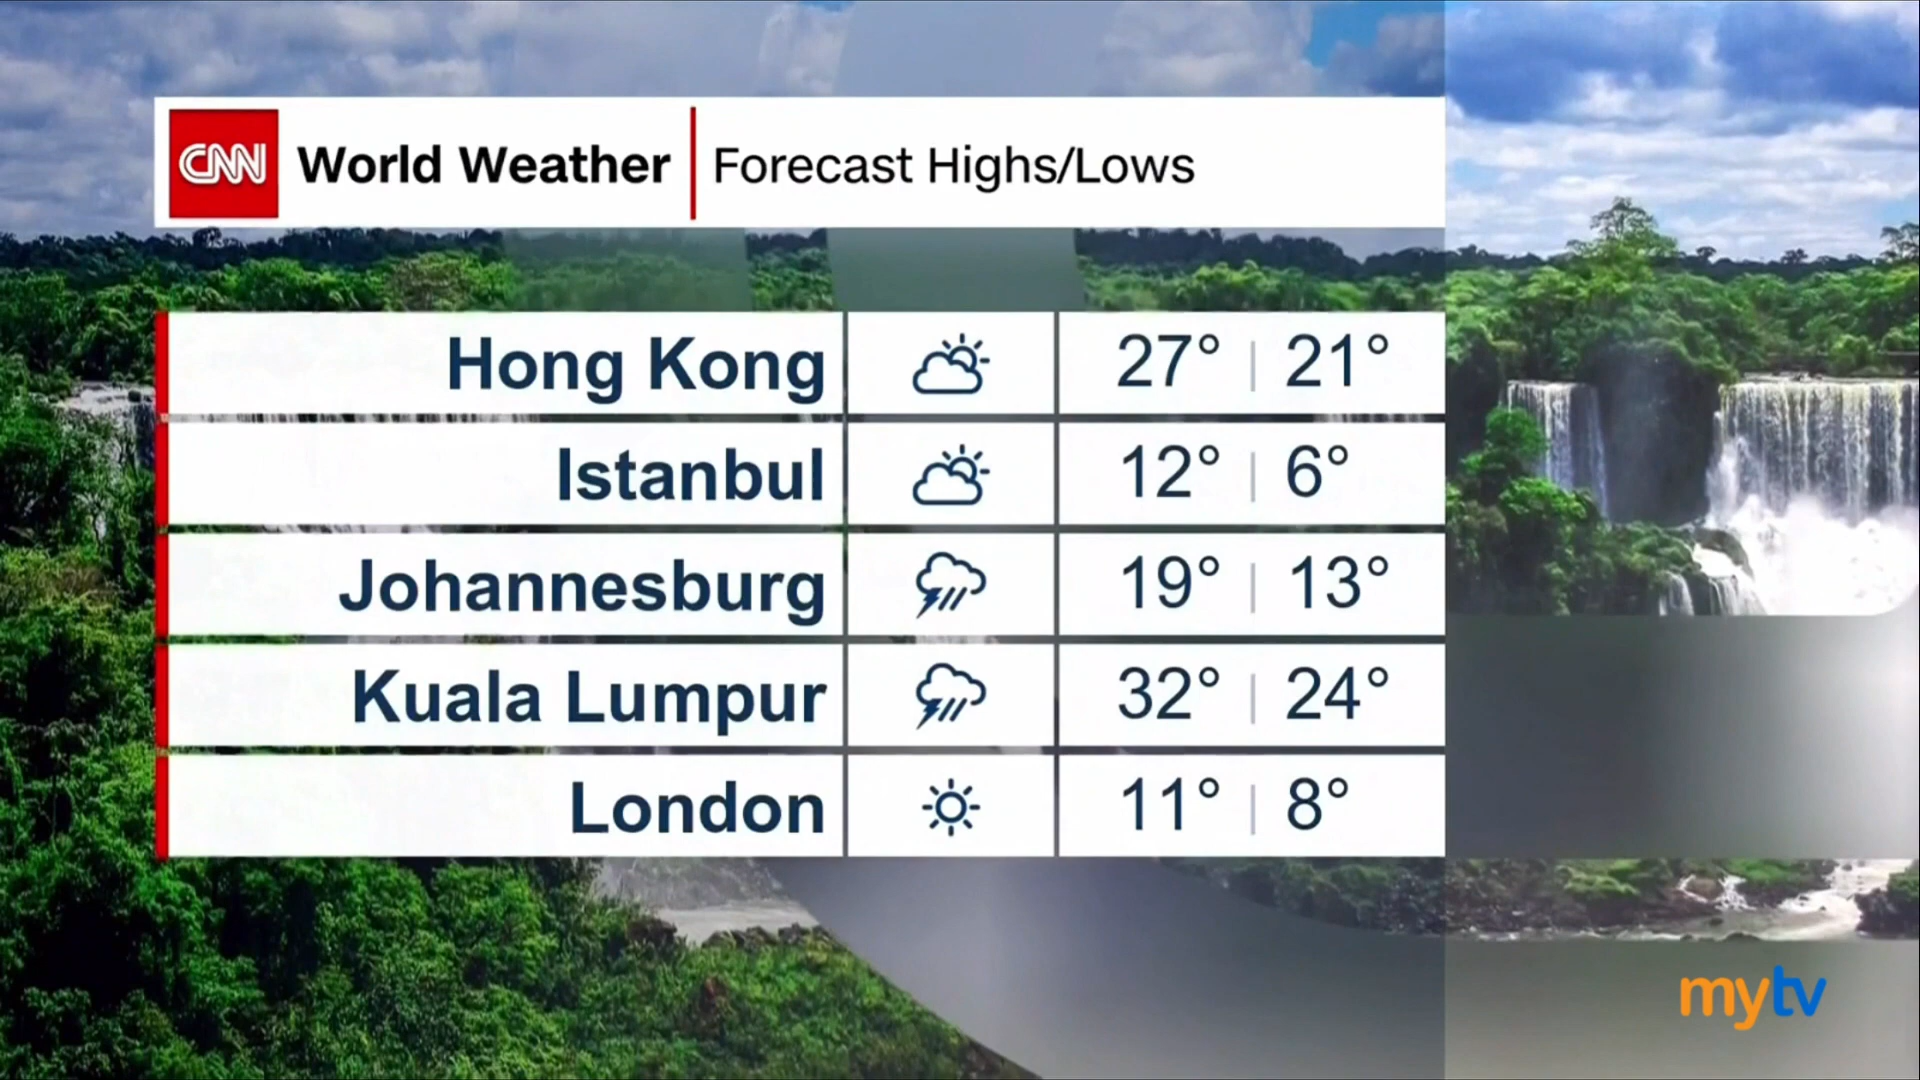 CNN World Weather Forecast Highs/Lows
Hong Kong 27° | 21°
Istanbul 12° | 6°
Johannesburg 19° | 13°
Kuala Lumpur 32° | 24°
London 11° | 8°
mytv